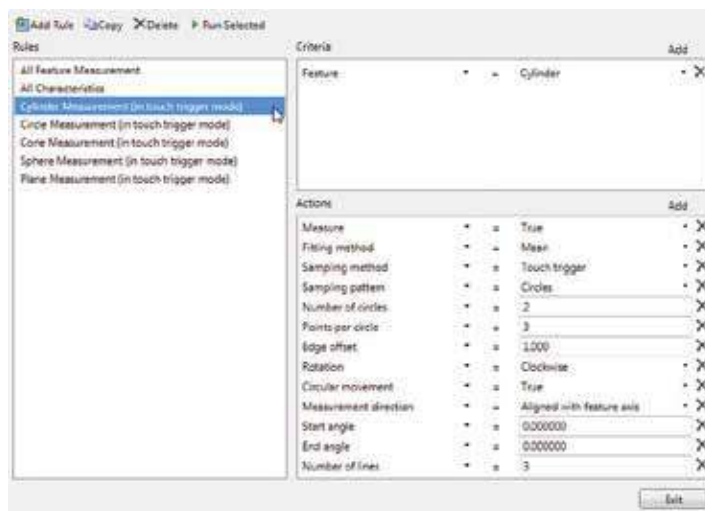 Add Rule Copy Delete Run Selected
Rules
All Feature Measurement
All Characteristics
Cylinder Measurement (in touch trigger mode)
Circle Measurement (in touch trigger mode)
Cone Measurement (in touch trigger mode)
Sphere Measurement (in touch trigger mode)
Plane Measurement (in touch trigger mode)
Criteria Add
Feature = Cylinder
Actions Add
Measure = True
Fitting method = Mean
Sampling method = Touch trigger
Sampling pattern = Circles
Number of circles = 2
Points per circle = 3
Edge offset = 1.000
Rotation = Clockwise
Circular movement = True
Measurement direction = Aligned with feature axis
Start angle = 0.000000
End angle = 0.000000
Number of lines = 3
Exit